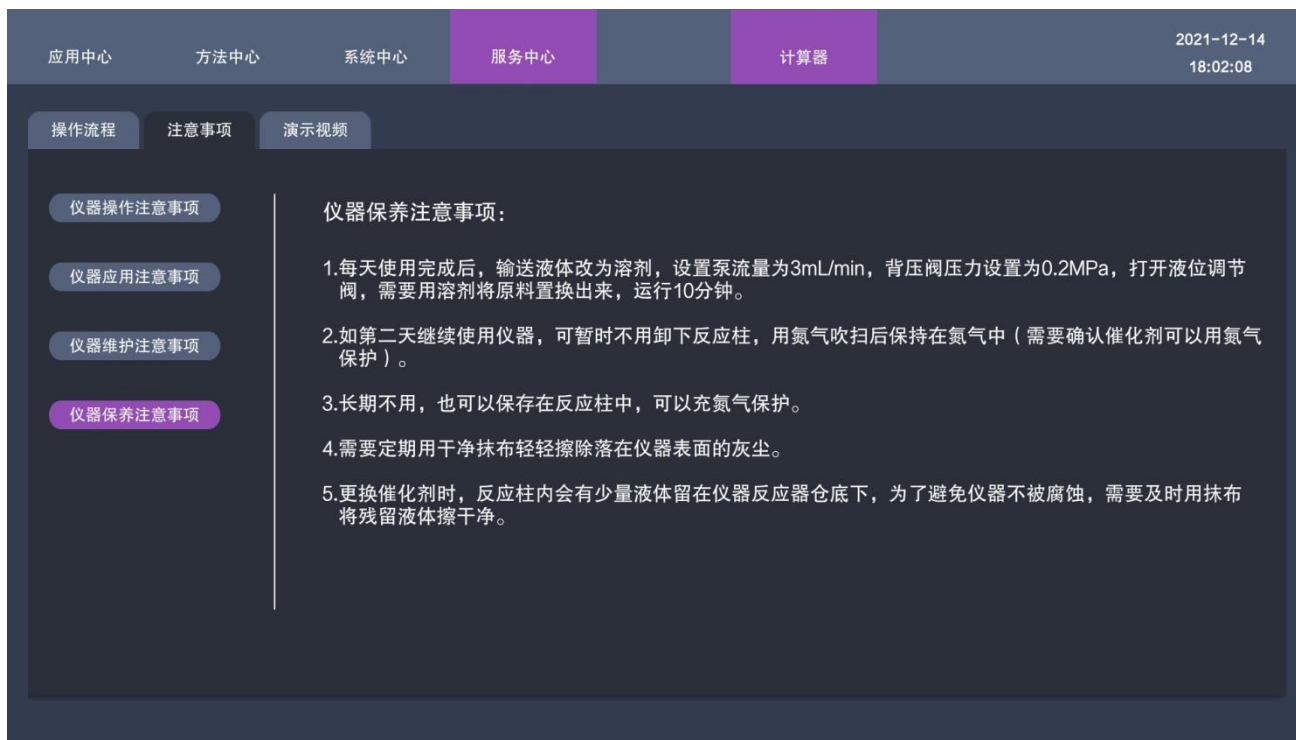 应用中心 方法中心 系统中心 服务中心 计算器 2021-12-14
18:02:08
操作流程 注意事项 演示视频
仪器操作注意事项
仪器应用注意事项
仪器维护注意事项
仪器保养注意事项
仪器保养注意事项：
1.每天使用完成后，输送液体改为溶剂，设置泵流量为3mL/min，背压阀压力设置为0.2MPa，打开液位调节
阀，需要用溶剂将原料置换出来，运行10分钟。
2.如第二天继续使用仪器，可暂时不用卸下反应柱，用氮气吹扫后保持在氮气中（需要确认催化剂可以用氮气
保护）。
3.长期不用，也可以保存在反应柱中，可以充氮气保护。
4.需要定期用干净抹布轻轻擦除落在仪器表面的灰尘。
5.更换催化剂时，反应柱内会有少量液体留在仪器反应器仓底下，为了避免仪器不被腐蚀，需要及时用抹布
将残留液体擦干净。